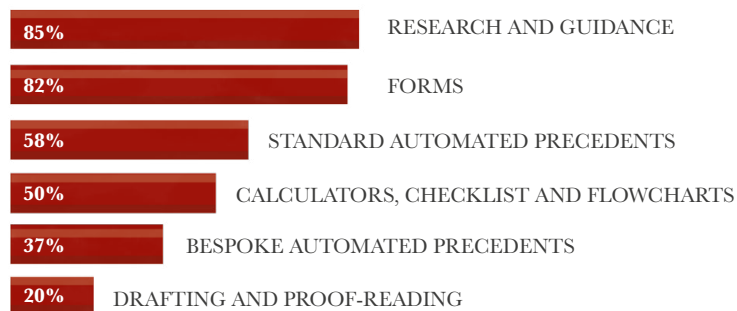 85% RESEARCH AND GUIDANCE
82% FORMS
58% STANDARD AUTOMATED PRECEDENTS
50% CALCULATORS, CHECKLIST AND FLOWCHARTS
37% BESPOKE AUTOMATED PRECEDENTS
20% DRAFTING AND PROOF-READING